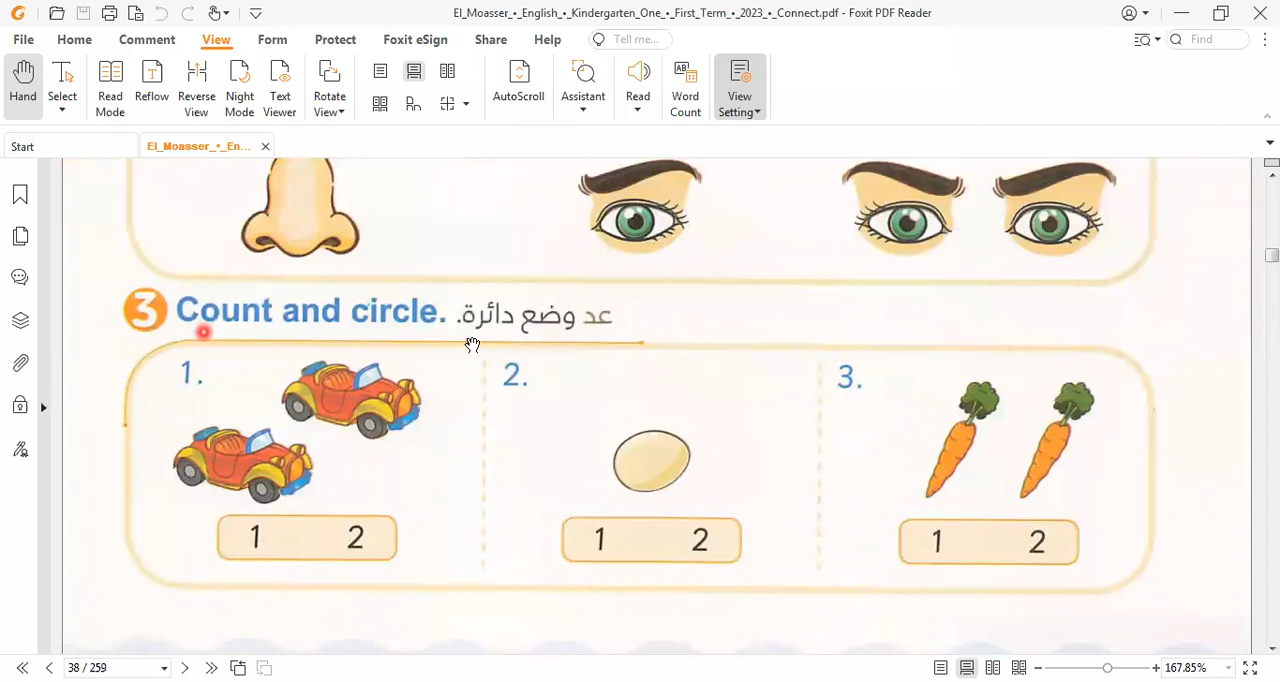 El_Moasser_•_English_•_Kindergarten_One_•_First_Term_•_2023_•_Connect.pdf - Foxit PDF Reader
File Home Comment View Form Protect Foxit eSign Share Help Tell me... Find
Hand Select Read Mode Reflow Reverse View Night Mode Text Viewer Rotate View AutoScroll Assistant Read Word Count View Setting
Start El_Moasser_•_En...
3 Count and circle. عد وضع دائرة.
1. 2. 3.
1 2 1 2 1 2
38 / 259 167.85%